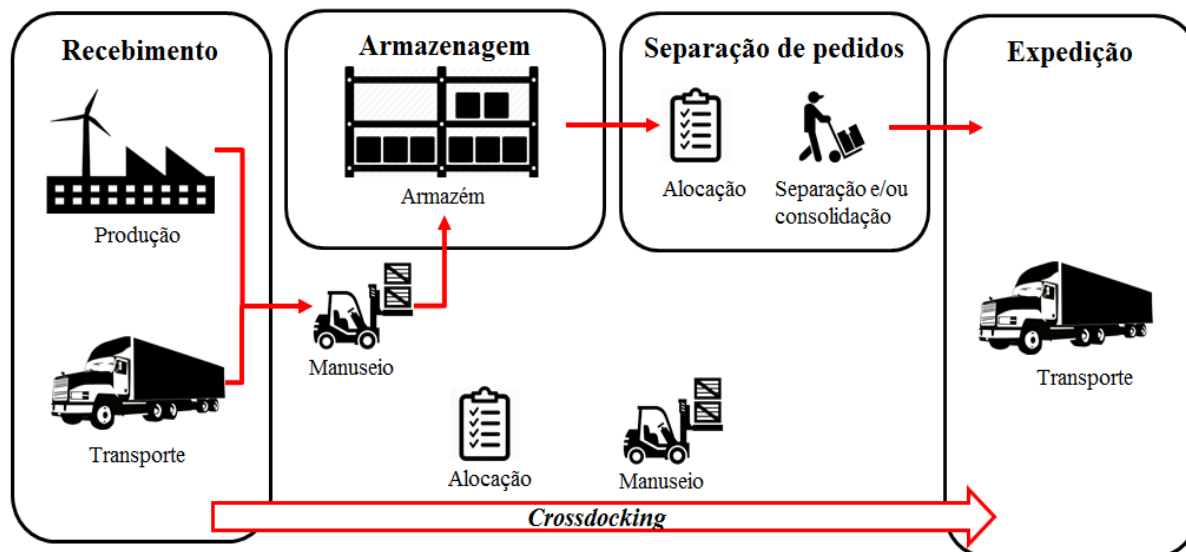 Recebimento
Produção
Transporte
Armazenagem
Armazém
Manuseio
Separação de pedidos
Alocação
Separação e/ou
consolidação
Expedição
Transporte
Alocação
Manuseio
Crossdocking